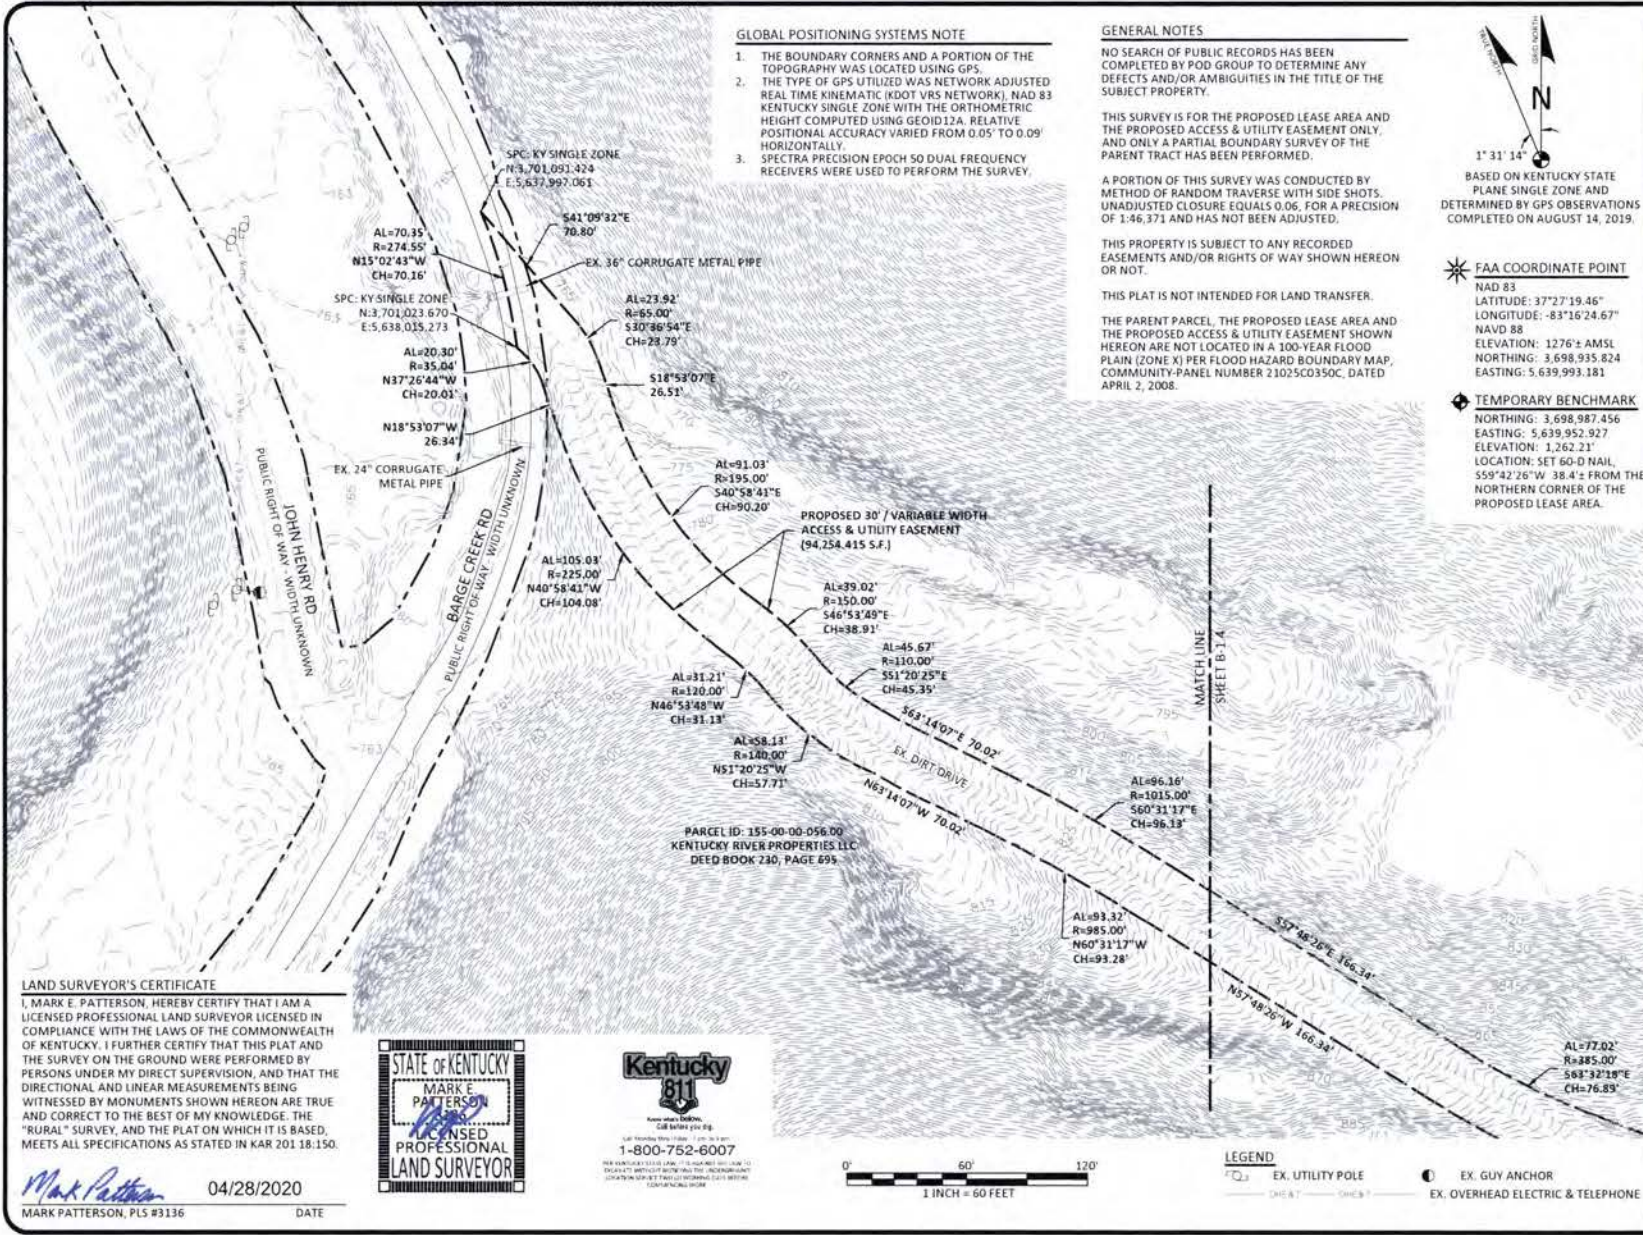 GLOBAL POSITIONING SYSTEMS NOTE
1. THE BOUNDARY CORNERS AND A PORTION OF THE
TOPOGRAPHY WAS LOCATED USING GPS.
2. THE TYPE OF GPS UTILIZED WAS NETWORK ADJUSTED
REAL TIME KINEMATIC (KDOT VRS NETWORK), NAD 83
KENTUCKY SINGLE ZONE WITH THE ORTHOMETRIC
HEIGHT COMPUTED USING GEOID12A. RELATIVE
POSITIONAL ACCURACY VARIED FROM 0.05' TO 0.09'
HORIZONTALLY.
3. SPECTRA PRECISION EPOCH 50 DUAL FREQUENCY
RECEIVERS WERE USED TO PERFORM THE SURVEY.
GENERAL NOTES
NO SEARCH OF PUBLIC RECORDS HAS BEEN
COMPLETED BY POD GROUP TO DETERMINE ANY
DEFECTS AND/OR AMBIGUITIES IN THE TITLE OF THE
SUBJECT PROPERTY.
THIS SURVEY IS FOR THE PROPOSED LEASE AREA AND
THE PROPOSED ACCESS & UTILITY EASEMENT ONLY,
AND ONLY A PARTIAL BOUNDARY SURVEY OF THE
PARENT TRACT HAS BEEN PERFORMED.
A PORTION OF THIS SURVEY WAS CONDUCTED BY
METHOD OF RANDOM TRAVERSE WITH SIDE SHOTS.
UNADJUSTED CLOSURE EQUALS 0.06, FOR A PRECISION
OF 1:46,371 AND HAS NOT BEEN ADJUSTED.
THIS PROPERTY IS SUBJECT TO ANY RECORDED
EASEMENTS AND/OR RIGHTS OF WAY SHOWN HEREON
OR NOT.
THIS PLAT IS NOT INTENDED FOR LAND TRANSFER.
THE PARENT PARCEL, THE PROPOSED LEASE AREA AND
THE PROPOSED ACCESS & UTILITY EASEMENT SHOWN
HEREON ARE NOT LOCATED IN A 100-YEAR FLOOD
PLAIN (ZONE X) PER FLOOD HAZARD BOUNDARY MAP,
COMMUNITY-PANEL NUMBER 21025C0350C, DATED
APRIL 2, 2008.
TRUE NORTH
GRID NORTH
N
1° 31' 14"
BASED ON KENTUCKY STATE
PLANE SINGLE ZONE AND
DETERMINED BY GPS OBSERVATIONS
COMPLETED ON AUGUST 14, 2019.
FAA COORDINATE POINT
NAD 83
LATITUDE: 37°27'19.46"
LONGITUDE: -83°16'24.67"
NAVD 88
ELEVATION: 1276'± AMSL
NORTHING: 3,698,935.824
EASTING: 5,639,993.181
TEMPORARY BENCHMARK
NORTHING: 3,698,987.456
EASTING: 5,639,952.927
ELEVATION: 1,262.21'
LOCATION: SET 60-D NAIL,
S59°42'26"W 38.4'± FROM THE
NORTHERN CORNER OF THE
PROPOSED LEASE AREA.
SPC: KY SINGLE ZONE
N:3,701,091.424
E:5,637,997.061
S41°09'32"E
70.80'
AL=70.35'
R=274.55'
N15°02'43"W
CH=70.16'
EX. 36" CORRUGATE METAL PIPE
SPC: KY SINGLE ZONE
N:3,701,023.670
E:5,638,015.273
AL=23.92'
R=65.00'
S30°36'54"E
CH=23.79'
AL=20.30'
R=35.04'
N37°26'44"W
CH=20.01'
S18°53'07"E
26.51'
N18°53'07"W
26.34'
EX. 24" CORRUGATE
METAL PIPE
AL=91.03'
R=195.00'
S40°58'41"E
CH=90.20'
PROPOSED 30' / VARIABLE WIDTH
ACCESS & UTILITY EASEMENT
(94,254.415 S.F.)
JOHN HENRY RD
PUBLIC RIGHT OF WAY - WIDTH UNKNOWN
BARGE CREEK RD
PUBLIC RIGHT OF WAY - WIDTH UNKNOWN
AL=105.03'
R=225.00'
N40°58'41"W
CH=104.08'
AL=39.02'
R=150.00'
S46°53'49"E
CH=38.91'
AL=45.67'
R=110.00'
S51°20'25"E
CH=45.35'
AL=31.21'
R=120.00'
N46°53'48"W
CH=31.13'
AL=58.13'
R=140.00'
N51°20'25"W
CH=57.71'
S63°14'07"E 70.02'
EX. DIRT DRIVE
N63°14'07"W 70.02'
MATCH LINE
SHEET B-1.4
AL=96.16'
R=1015.00'
S60°31'17"E
CH=96.13'
PARCEL ID: 155-00-00-056.00
KENTUCKY RIVER PROPERTIES LLC
DEED BOOK 230, PAGE 695
AL=93.32'
R=985.00'
N60°31'17"W
CH=93.28'
S57°48'26"E 166.34'
N57°48'26"W 166.34'
AL=77.02'
R=385.00'
S63°32'18"E
CH=76.89'
763
765
763
765
775
780
795
815
885
LAND SURVEYOR'S CERTIFICATE
I, MARK E. PATTERSON, HEREBY CERTIFY THAT I AM A
LICENSED PROFESSIONAL LAND SURVEYOR LICENSED IN
COMPLIANCE WITH THE LAWS OF THE COMMONWEALTH
OF KENTUCKY. I FURTHER CERTIFY THAT THIS PLAT AND
THE SURVEY ON THE GROUND WERE PERFORMED BY
PERSONS UNDER MY DIRECT SUPERVISION, AND THAT THE
DIRECTIONAL AND LINEAR MEASUREMENTS BEING
WITNESSED BY MONUMENTS SHOWN HEREON ARE TRUE
AND CORRECT TO THE BEST OF MY KNOWLEDGE. THE
"RURAL" SURVEY, AND THE PLAT ON WHICH IT IS BASED,
MEETS ALL SPECIFICATIONS AS STATED IN KAR 201 18:150.
Mark Patterson
04/28/2020
MARK PATTERSON, PLS #3136
DATE
STATE OF KENTUCKY
MARK E.
PATTERSON
LICENSED
PROFESSIONAL
LAND SURVEYOR
Kentucky
811
Know what's below.
Call before you dig.
1-800-752-6007
0' 60' 120'
1 INCH = 60 FEET
LEGEND
EX. UTILITY POLE
EX. GUY ANCHOR
EX. OVERHEAD ELECTRIC & TELEPHONE